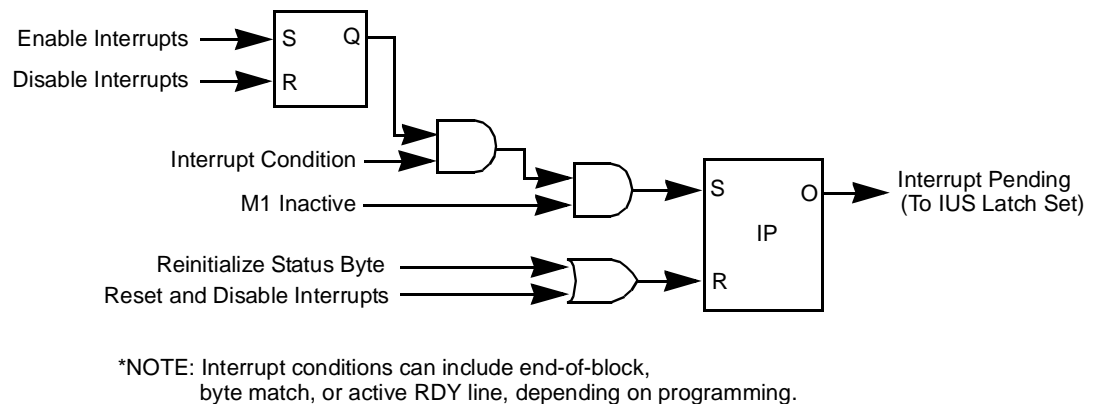 Enable Interrupts
S
Q
Disable Interrupts
R
Interrupt Condition
M1 Inactive
S
O
Interrupt Pending
(To IUS Latch Set)
IP
Reinitialize Status Byte
R
Reset and Disable Interrupts
*NOTE: Interrupt conditions can include end-of-block,
byte match, or active RDY line, depending on programming.